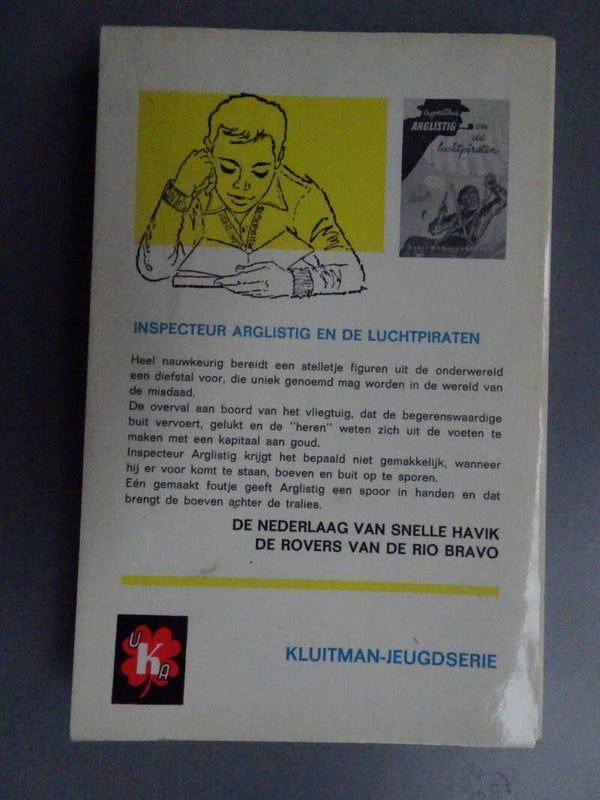 Inspecteur
ARGLISTIG en
de
luchtpiraten
INSPECTEUR ARGLISTIG EN DE LUCHTPIRATEN
Heel nauwkeurig bereidt een stelletje figuren uit de onderwereld
een diefstal voor, die uniek genoemd mag worden in de wereld van
de misdaad.
De overval aan boord van het vliegtuig, dat de begerenswaardige
buit vervoert, gelukt en de "heren" weten zich uit de voeten te
maken met een kapitaal aan goud.
Inspecteur Arglistig krijgt het bepaald niet gemakkelijk, wanneer
hij er voor komt te staan, boeven en buit op te sporen.
Eén gemaakt foutje geeft Arglistig een spoor in handen en dat
brengt de boeven achter de tralies.
DE NEDERLAAG VAN SNELLE HAVIK
DE ROVERS VAN DE RIO BRAVO
UKA
KLUITMAN-JEUGDSERIE